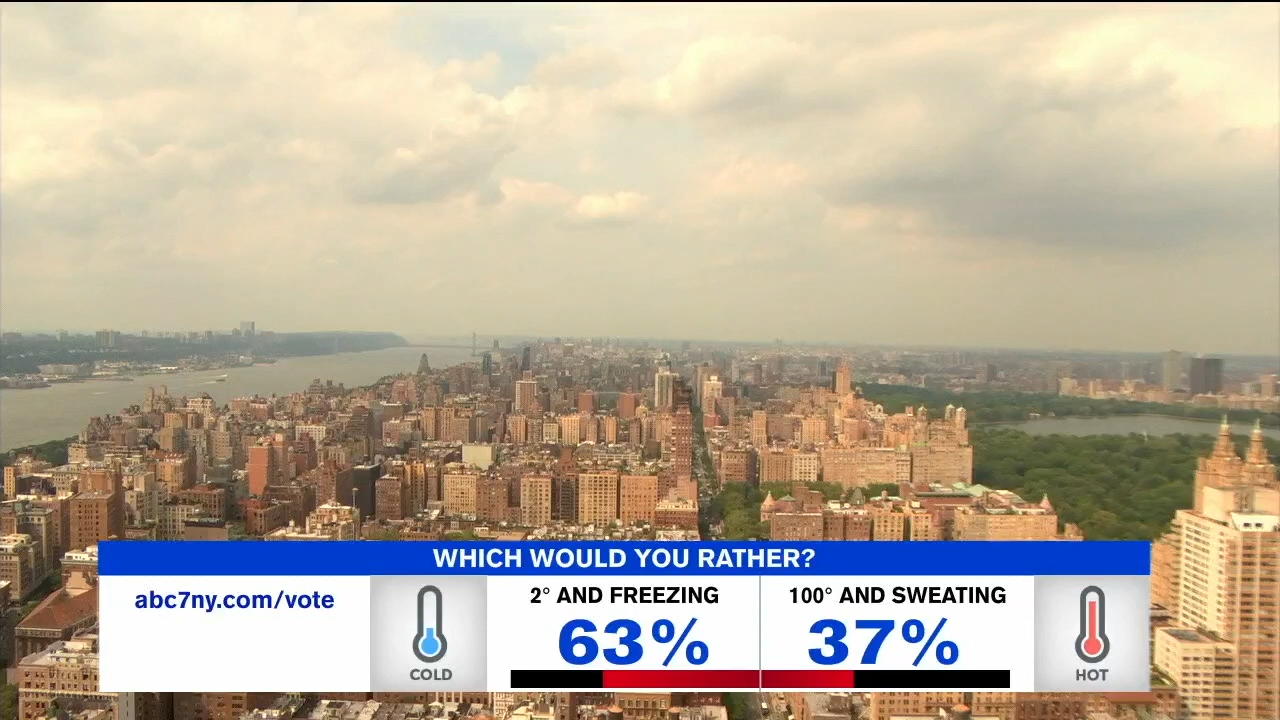 WHICH WOULD YOU RATHER?
abc7ny.com/vote
COLD
2° AND FREEZING
63%
100° AND SWEATING
37%
HOT